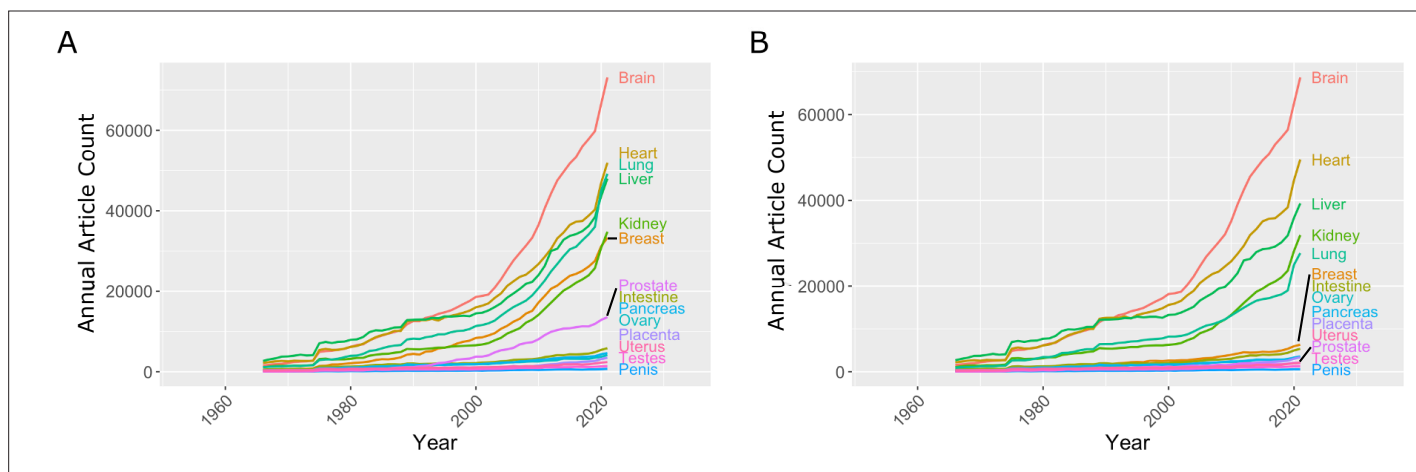 A
Annual Article Count
60000
40000
20000
0
1960
1980
2000
2020
Year
Brain
Heart
Lung
Liver
Kidney
Breast
Prostate
Intestine
Pancreas
Ovary
Placenta
Uterus
Testes
Penis
B
Annual Article Count
60000
40000
20000
0
1960
1980
2000
2020
Year
Brain
Heart
Liver
Kidney
Lung
Breast
Intestine
Ovary
Pancreas
Placenta
Uterus
Prostate
Testes
Penis